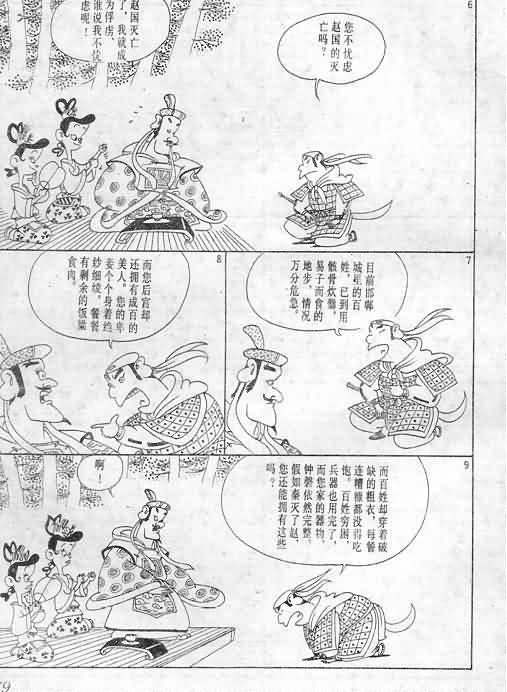 6
您不忧虑
赵国的灭
亡吗？
赵国灭亡
了，我就成
为俘虏，
谁说我不忧
虑呢！
7
目前邯郸
城里的百
姓，已到用
骸骨炊爨，
易子而食的
地步，情况
万分危急。
8
而您后宫却
还拥有成百的
美人。您的卑
妾个个身着绉
纱细绫，餐餐
有剩余的饭粱
食肉。
9
而百姓却穿着破
缺的粗衣，每餐
连糟糠都没得吃
饱。百姓穷困，
兵器也用完了，
而您家的器物、
钟磬依然完整。
假如秦灭了赵，
您还能拥有这些
吗？
啊！